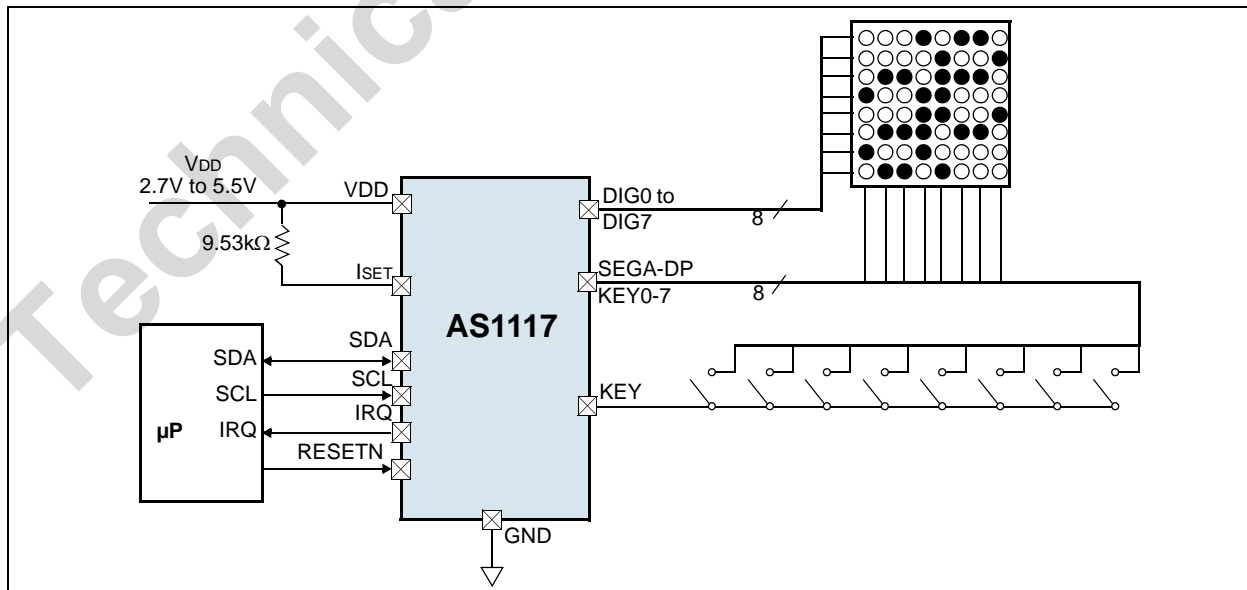 Technica
VDD
2.7V to 5.5V
9.53kΩ
VDD
ISET
SDA
SCL
IRQ
RESETN
SDA
SCL
IRQ
µP
AS1117
GND
DIG0 to
DIG7
8
SEGA-DP
KEY0-7
8
KEY